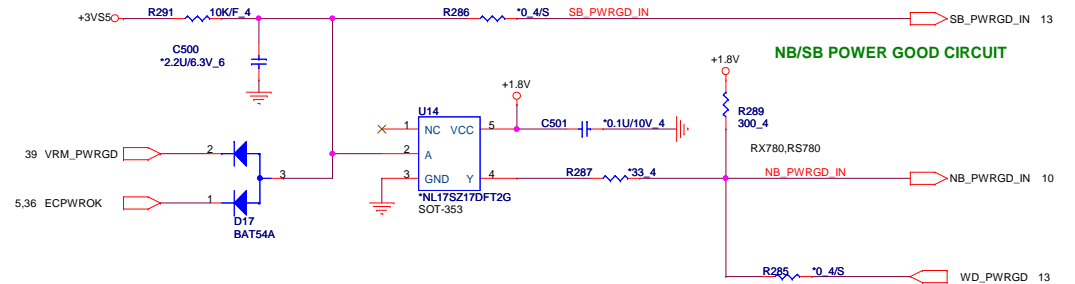 +3VS5
R291
10K/F_4
R286
*0_4/S
SB_PWRGD_IN
SB_PWRGD_IN 13
C500
*2.2U/6.3V_6
NB/SB POWER GOOD CIRCUIT
+1.8V
+1.8V
R289
300_4
U14
1 NC VCC 5
C501
*0.1U/10V_4
RX780,RS780
39 VRM_PWRGD
2
2 A
3
3 GND Y 4
R287
*33_4
NB_PWRGD_IN
NB_PWRGD_IN 10
*NL17SZ17DFT2G
SOT-353
5,36 ECPWROK
1
D17
BAT54A
R285
*0_4/S
WD_PWRGD 13